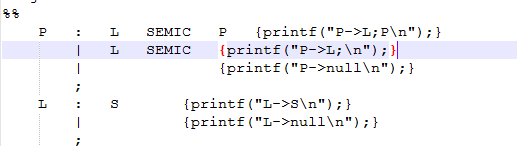 %%
P : L SEMIC P {printf("P->L;P\n");}
| L SEMIC {printf("P->L;\n");}
| {printf("P->null\n");}
;
L : S {printf("L->S\n");}
| {printf("L->null\n");}
;